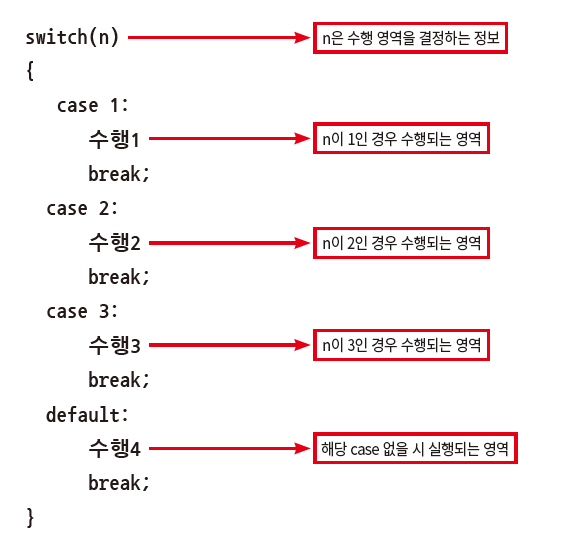 switch(n)
n은 수행 영역을 결정하는 정보
{
case 1:
수행1
n이 1인 경우 수행되는 영역
break;
case 2:
수행2
n이 2인 경우 수행되는 영역
break;
case 3:
수행3
n이 3인 경우 수행되는 영역
break;
default:
수행4
해당 case 없을 시 실행되는 영역
break;
}